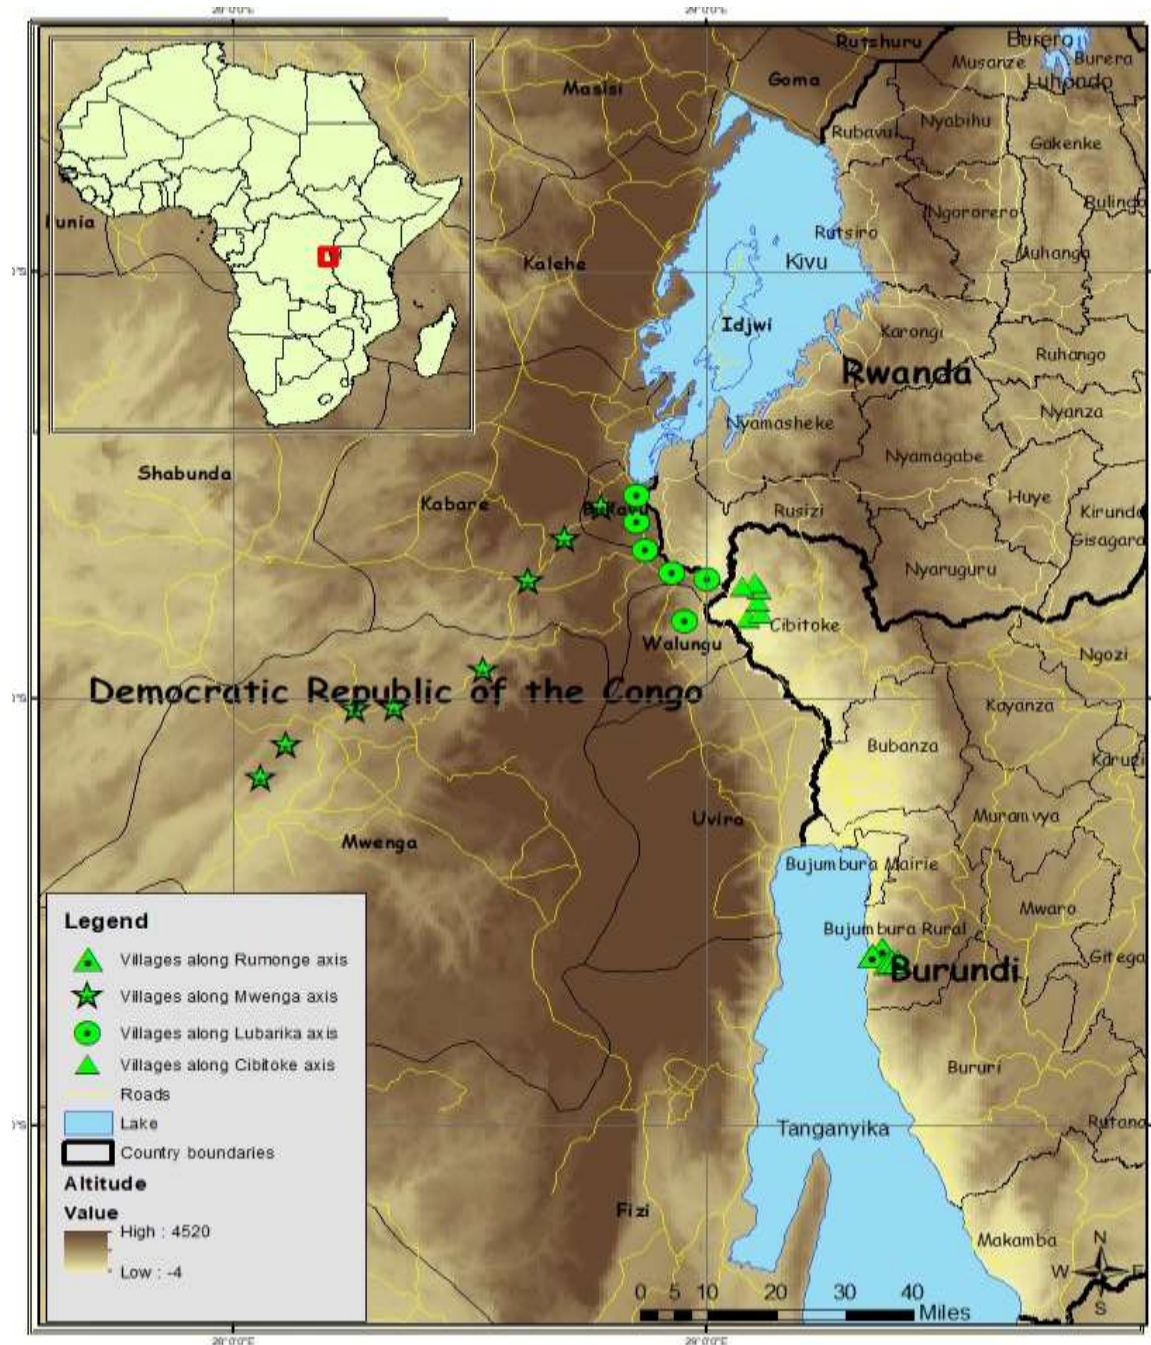 Rutshuru
Burero
Burera
Musanze
Luhondo
Goma
Masisi
Nyabihu
Rubavu
Gakenke
Rulindo
Ngororero
Rutsiro
Muhanga
Kivu
Kalehe
Idjwi
Karongi
Ruhango
Rwanda
Nyanza
Nyamasheke
Nyamagabe
Shabunda
Kabare
Huye
Kirundo
Bukavu
Rusizi
Gisagara
Nyaruguru
Cibitoke
Walungu
Ngozi
Democratic Republic of the Congo
Kayanza
Bubanza
Karuzi
Uvira
Muramvya
Mwenga
Bujumbura Mairie
Mwaro
Bujumbura Rural
Gitega
Burundi
Bururi
Rutana
Tanganyika
Fizi
Makamba
Legend
Villages along Rumonge axis
Villages along Mwenga axis
Villages along Lubarika axis
Villages along Cibitoke axis
Roads
Lake
Country boundaries
Altitude
Value
High : 4520
Low : -4
N
W E
S
0 5 10 20 30 40
Miles